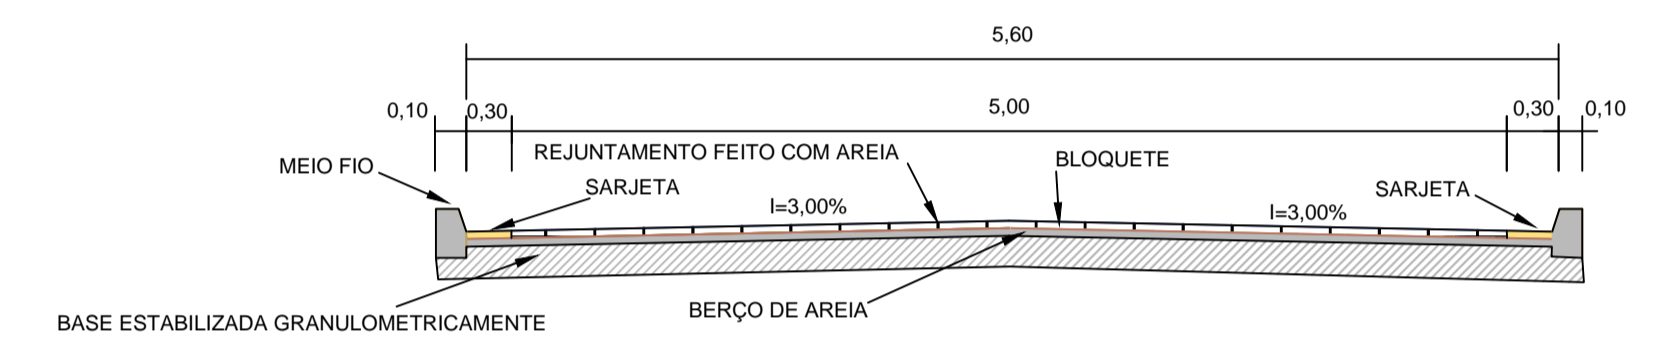 5,60
0,10
0,30
5,00
0,30
0,10
REJUNTAMENTO FEITO COM AREIA
BLOQUETE
MEIO FIO
SARJETA
SARJETA
I=3,00%
I=3,00%
BERÇO DE AREIA
BASE ESTABILIZADA GRANULOMETRICAMENTE